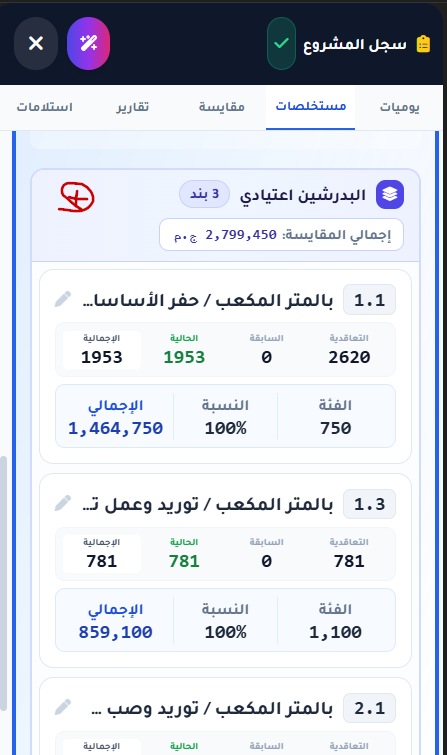 سجل المشروع
يوميات مستخلصات مقايسة تقارير استلامات
البدرشين اعتيادي 3 بند
إجمالي المقايسة: 2,799,450 ج.م
1.1 بالمتر المكعب / حفر الأساسا...
التعاقدية السابقة الحالية الإجمالية
2620 0 1953 1953
الفئة النسبة الإجمالي
750 100% 1,464,750
1.3 بالمتر المكعب / توريد وعمل تـ...
التعاقدية السابقة الحالية الإجمالية
781 0 781 781
الفئة النسبة الإجمالي
1,100 100% 859,100
2.1 بالمتر المكعب / توريد وصب ...
التعاقدية السابقة الحالية الإجمالية